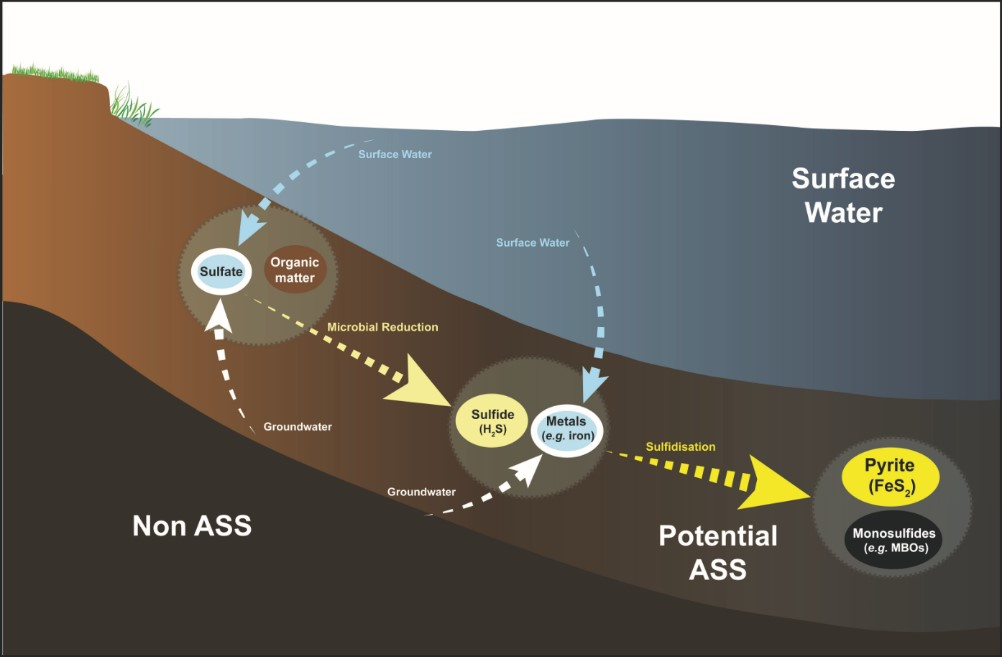 Surface Water
Surface
Water
Surface Water
Sulfate
Organic
matter
Microbial Reduction
Sulfide
(H₂S)
Metals
(e.g. iron)
Groundwater
Sulfidisation
Pyrite
(FeS₂)
Groundwater
Non ASS
Potential
ASS
Monosulfides
(e.g. MBOs)